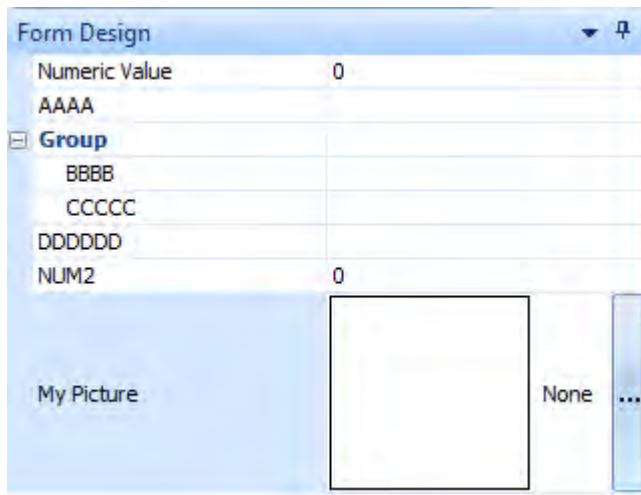 Form Design
Numeric Value 0
AAAA
Group
BBBB
CCCCC
DDDDDD
NUM2 0
My Picture None ...